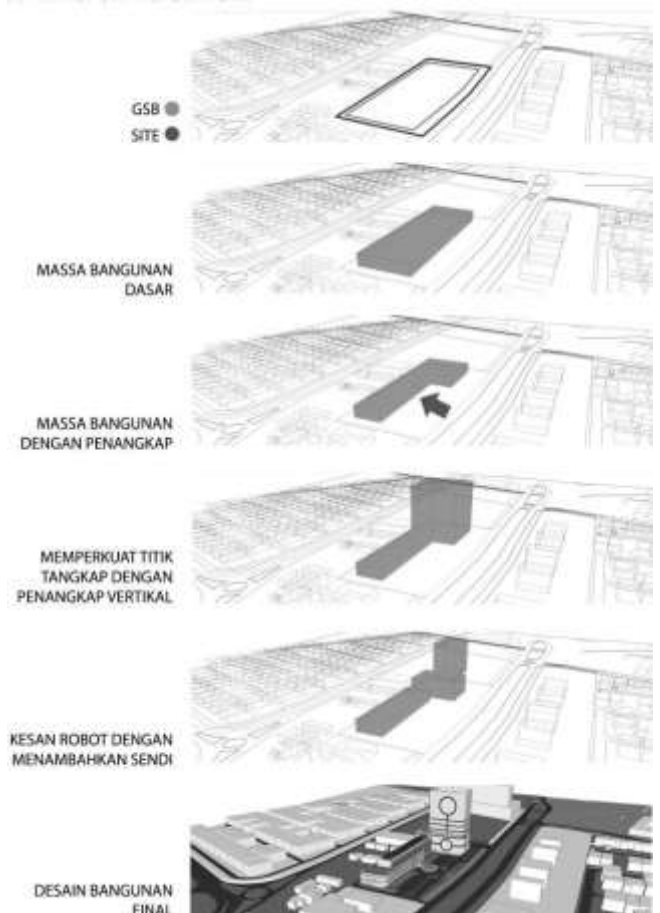 GSB
SITE
MASSA BANGUNAN
DASAR
MASSA BANGUNAN
DENGAN PENANGKAP
MEMPERKUAT TITIK
TANGKAP DENGAN
PENANGKAP VERTIKAL
KESAN ROBOT DENGAN
MENAMBAHKAN SENDI
DESAIN BANGUNAN
FINAL